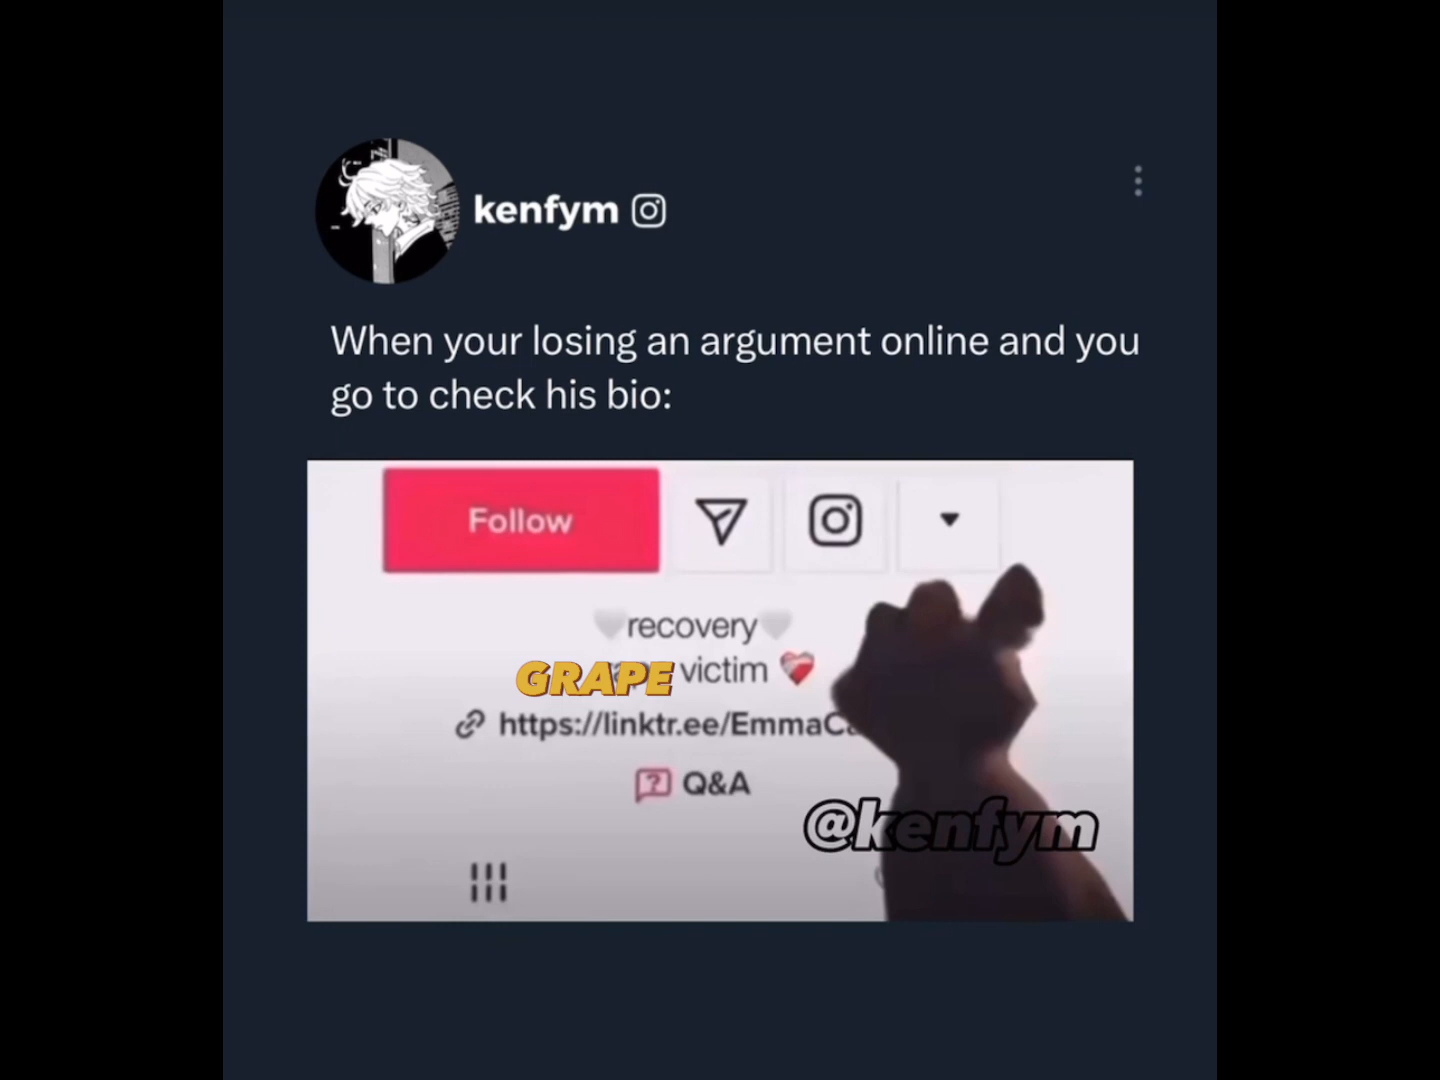 kenfym
When your losing an argument online and you
go to check his bio:
Follow
recovery
GRAPE victim
https://linktr.ee/EmmaCa
Q&A
@kenfym